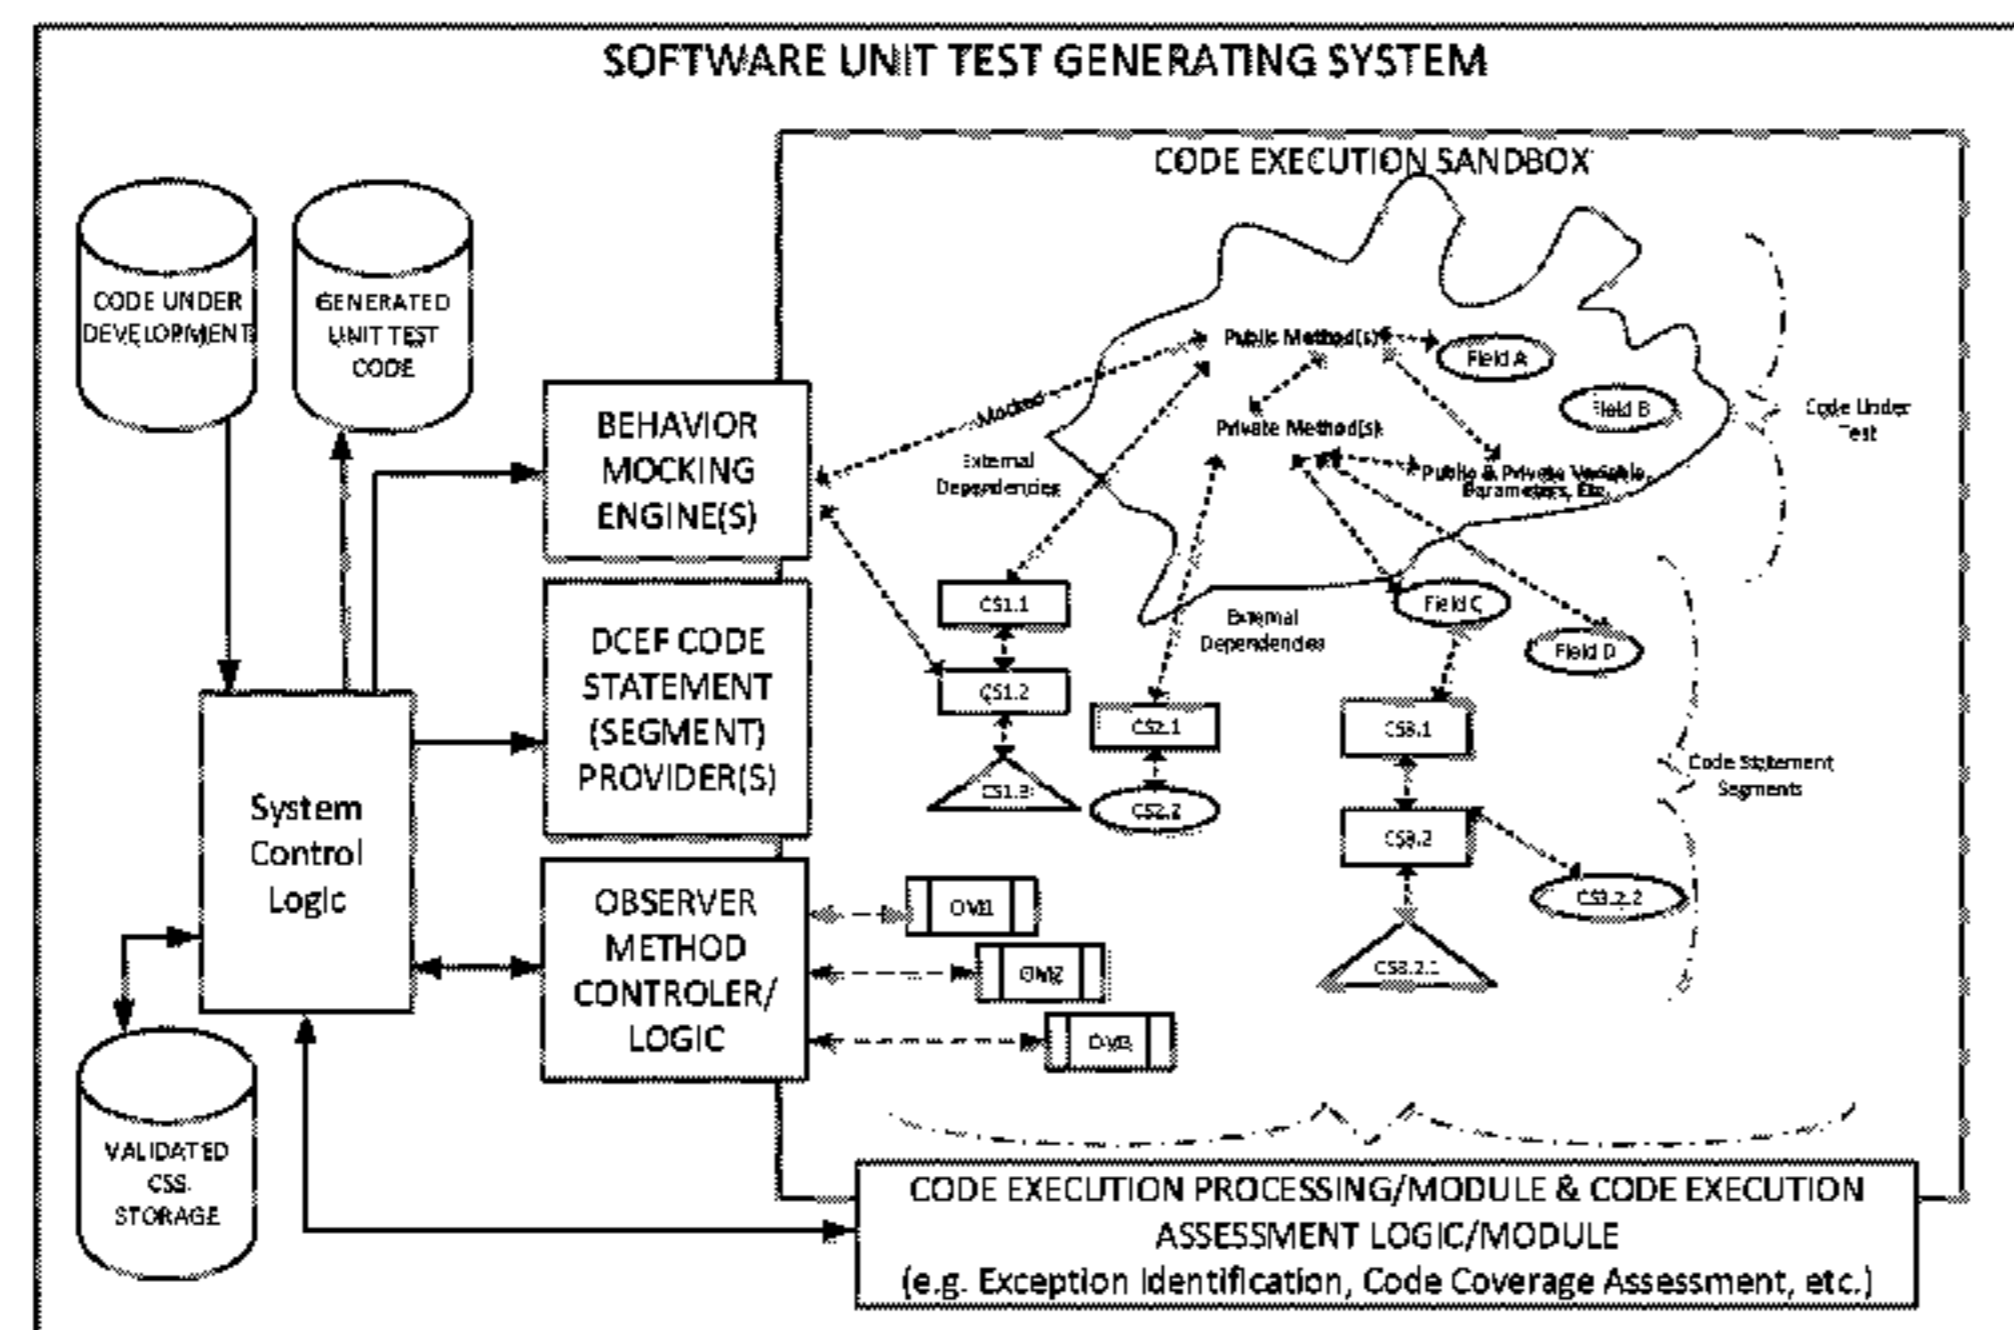 SOFTWARE UNIT TEST GENERATING SYSTEM
CODE EXECUTION SANDBOX
CODE UNDER
DEVELOPMENT
GENERATED
UNIT TEST
CODE
BEHAVIOR
MOCKING
ENGINE(S)
Mocked
External
Dependencies
Public Method(s)
Field A
Field B
Private Method(s)
Public & Private Variable,
Parameters, Etc.
Code Under
Test
DCEF CODE
STATEMENT
(SEGMENT)
PROVIDER(S)
CS1.1
CS1.2
CS1.3
External
Dependencies
CS2.1
CS2.2
Field C
Field D
CS3.1
CS3.2
CS3.2.2
CS3.2.1
Code Statement
Segments
System
Control
Logic
OBSERVER
METHOD
CONTROLER/
LOGIC
OM1
OM2
OM3
VALIDATED
CSS
STORAGE
CODE EXECUTION PROCESSING/MODULE & CODE EXECUTION
ASSESSMENT LOGIC/MODULE
(e.g. Exception Identification, Code Coverage Assessment, etc.)